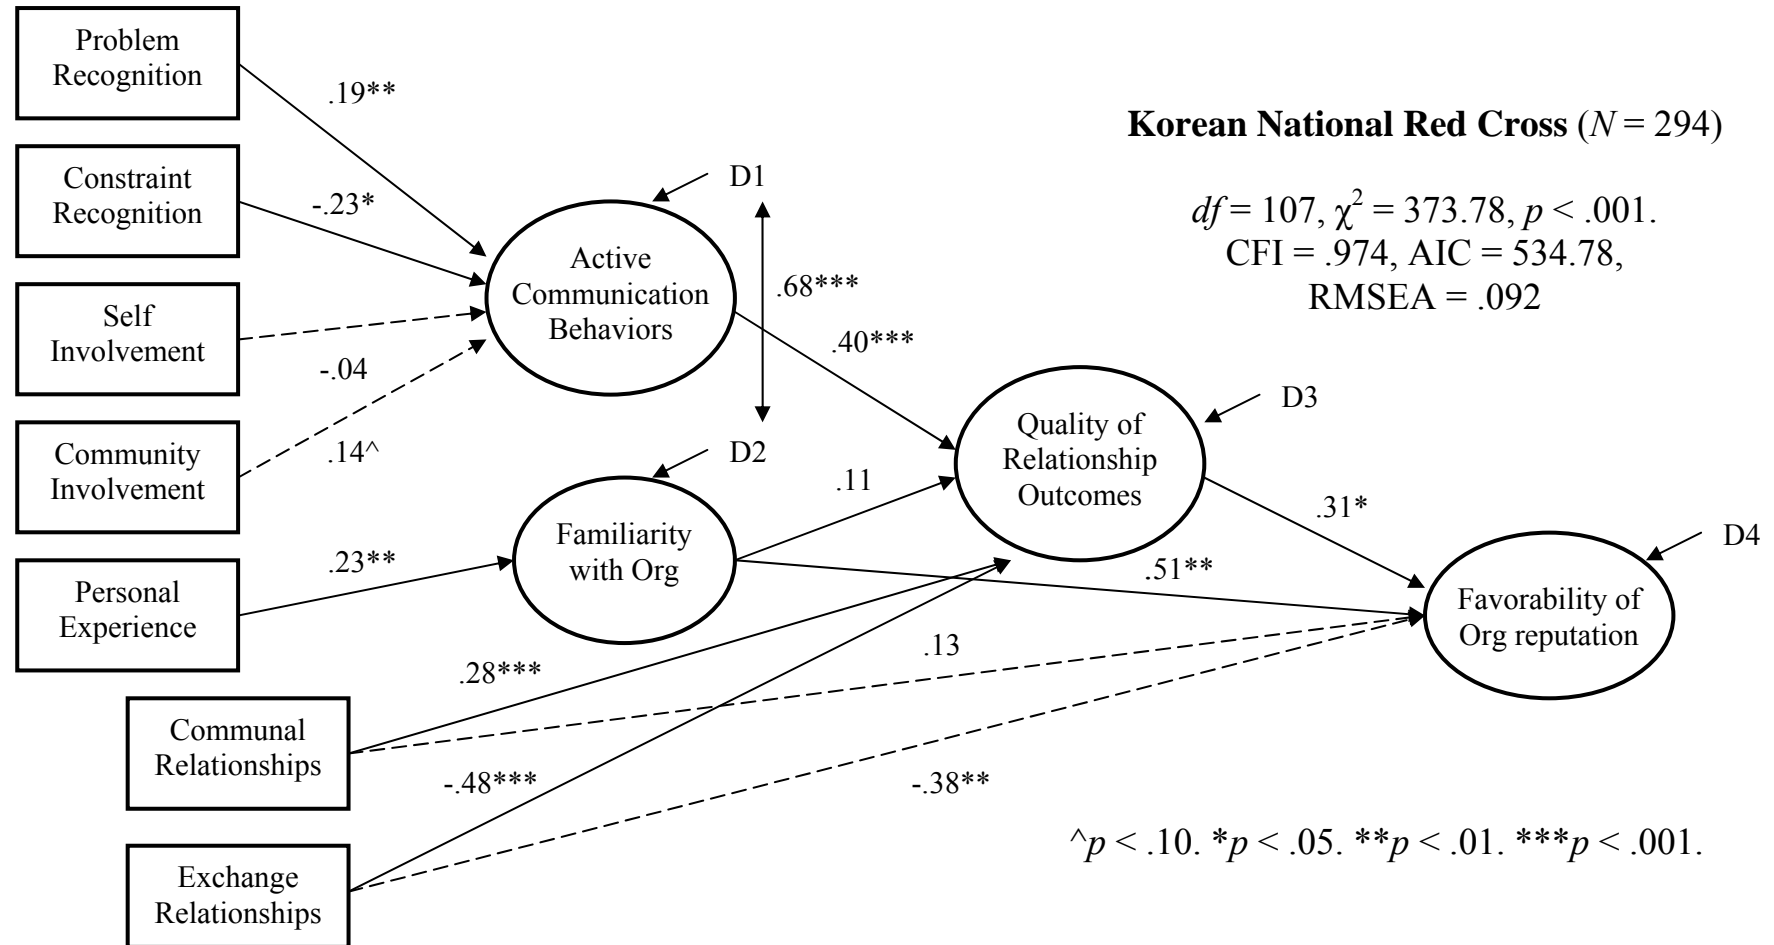 Problem
Recognition
.19**
Korean National Red Cross (N = 294)
Constraint
Recognition
-.23*
D1
df = 107, χ² = 373.78, p < .001.
CFI = .974, AIC = 534.78,
RMSEA = .092
Active
Communication
Behaviors
.68***
Self
Involvement
-.04
.40***
D3
Community
Involvement
.14^
D2
Quality of
Relationship
Outcomes
.11
.31*
Familiarity
with Org
.23**
.51**
D4
Personal
Experience
Favorability of
Org reputation
.28***
.13
Communal
Relationships
-.48***
-.38**
^p < .10. *p < .05. **p < .01. ***p < .001.
Exchange
Relationships